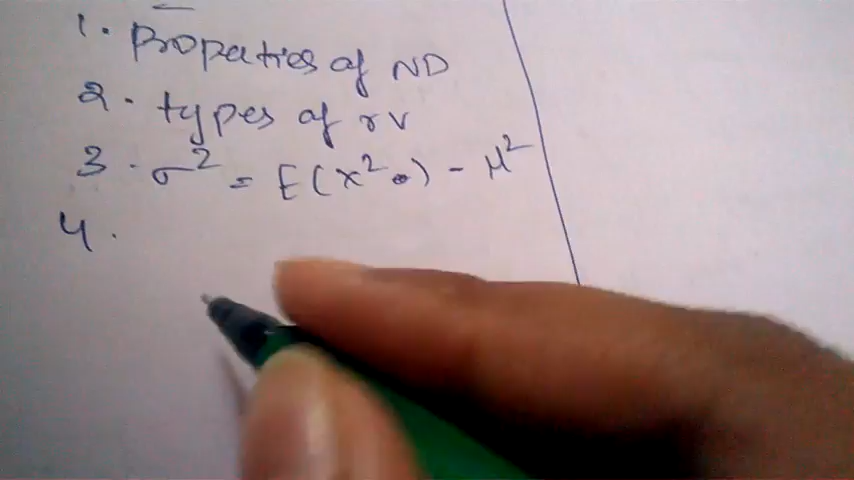 1. Properties of ND
2. types of rv
3. σ² = E(x²) - μ²
4.